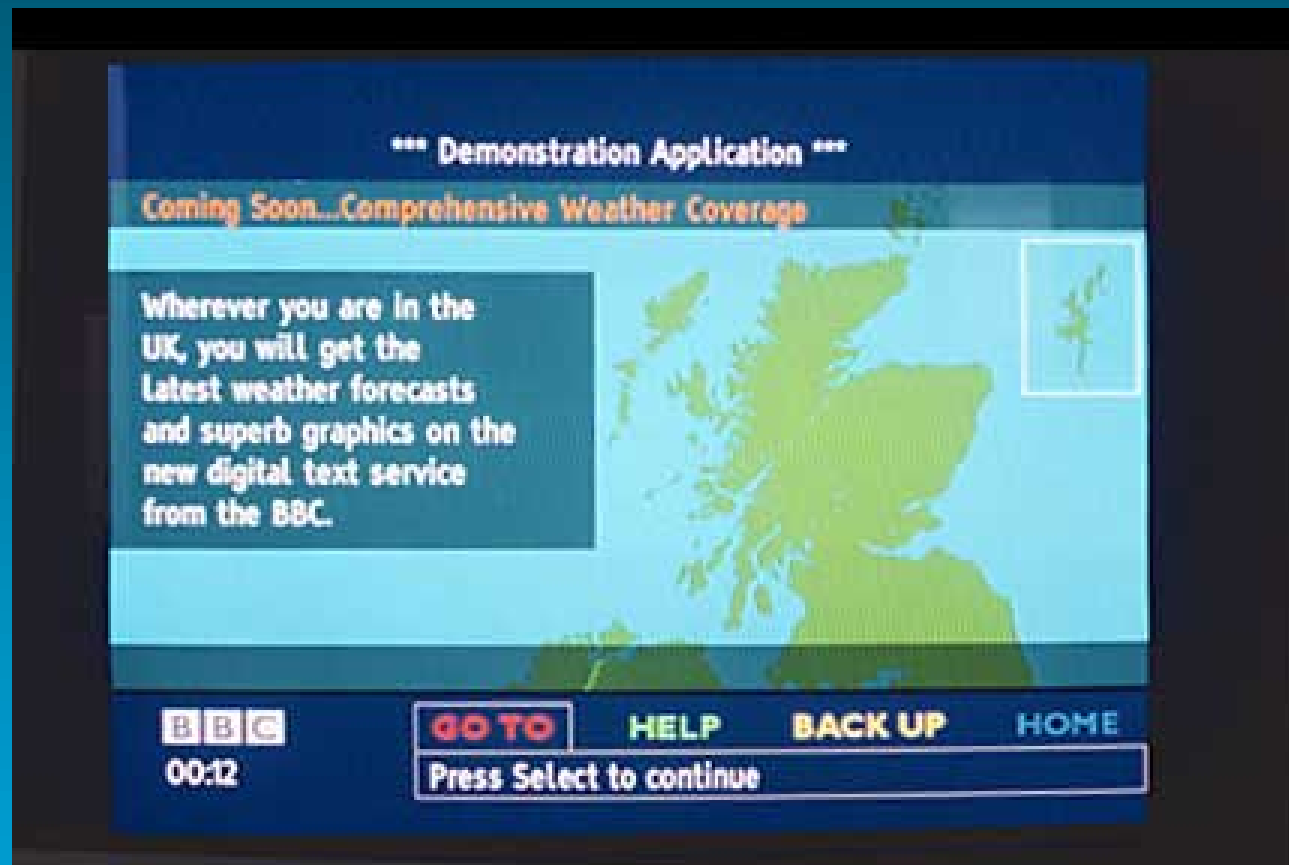 *** Demonstration Application ***
Coming Soon...Comprehensive Weather Coverage
Wherever you are in the
UK, you will get the
latest weather forecasts
and superb graphics on the
new digital text service
from the BBC.
BBC
GO TO HELP BACK UP HOME
00:12
Press Select to continue